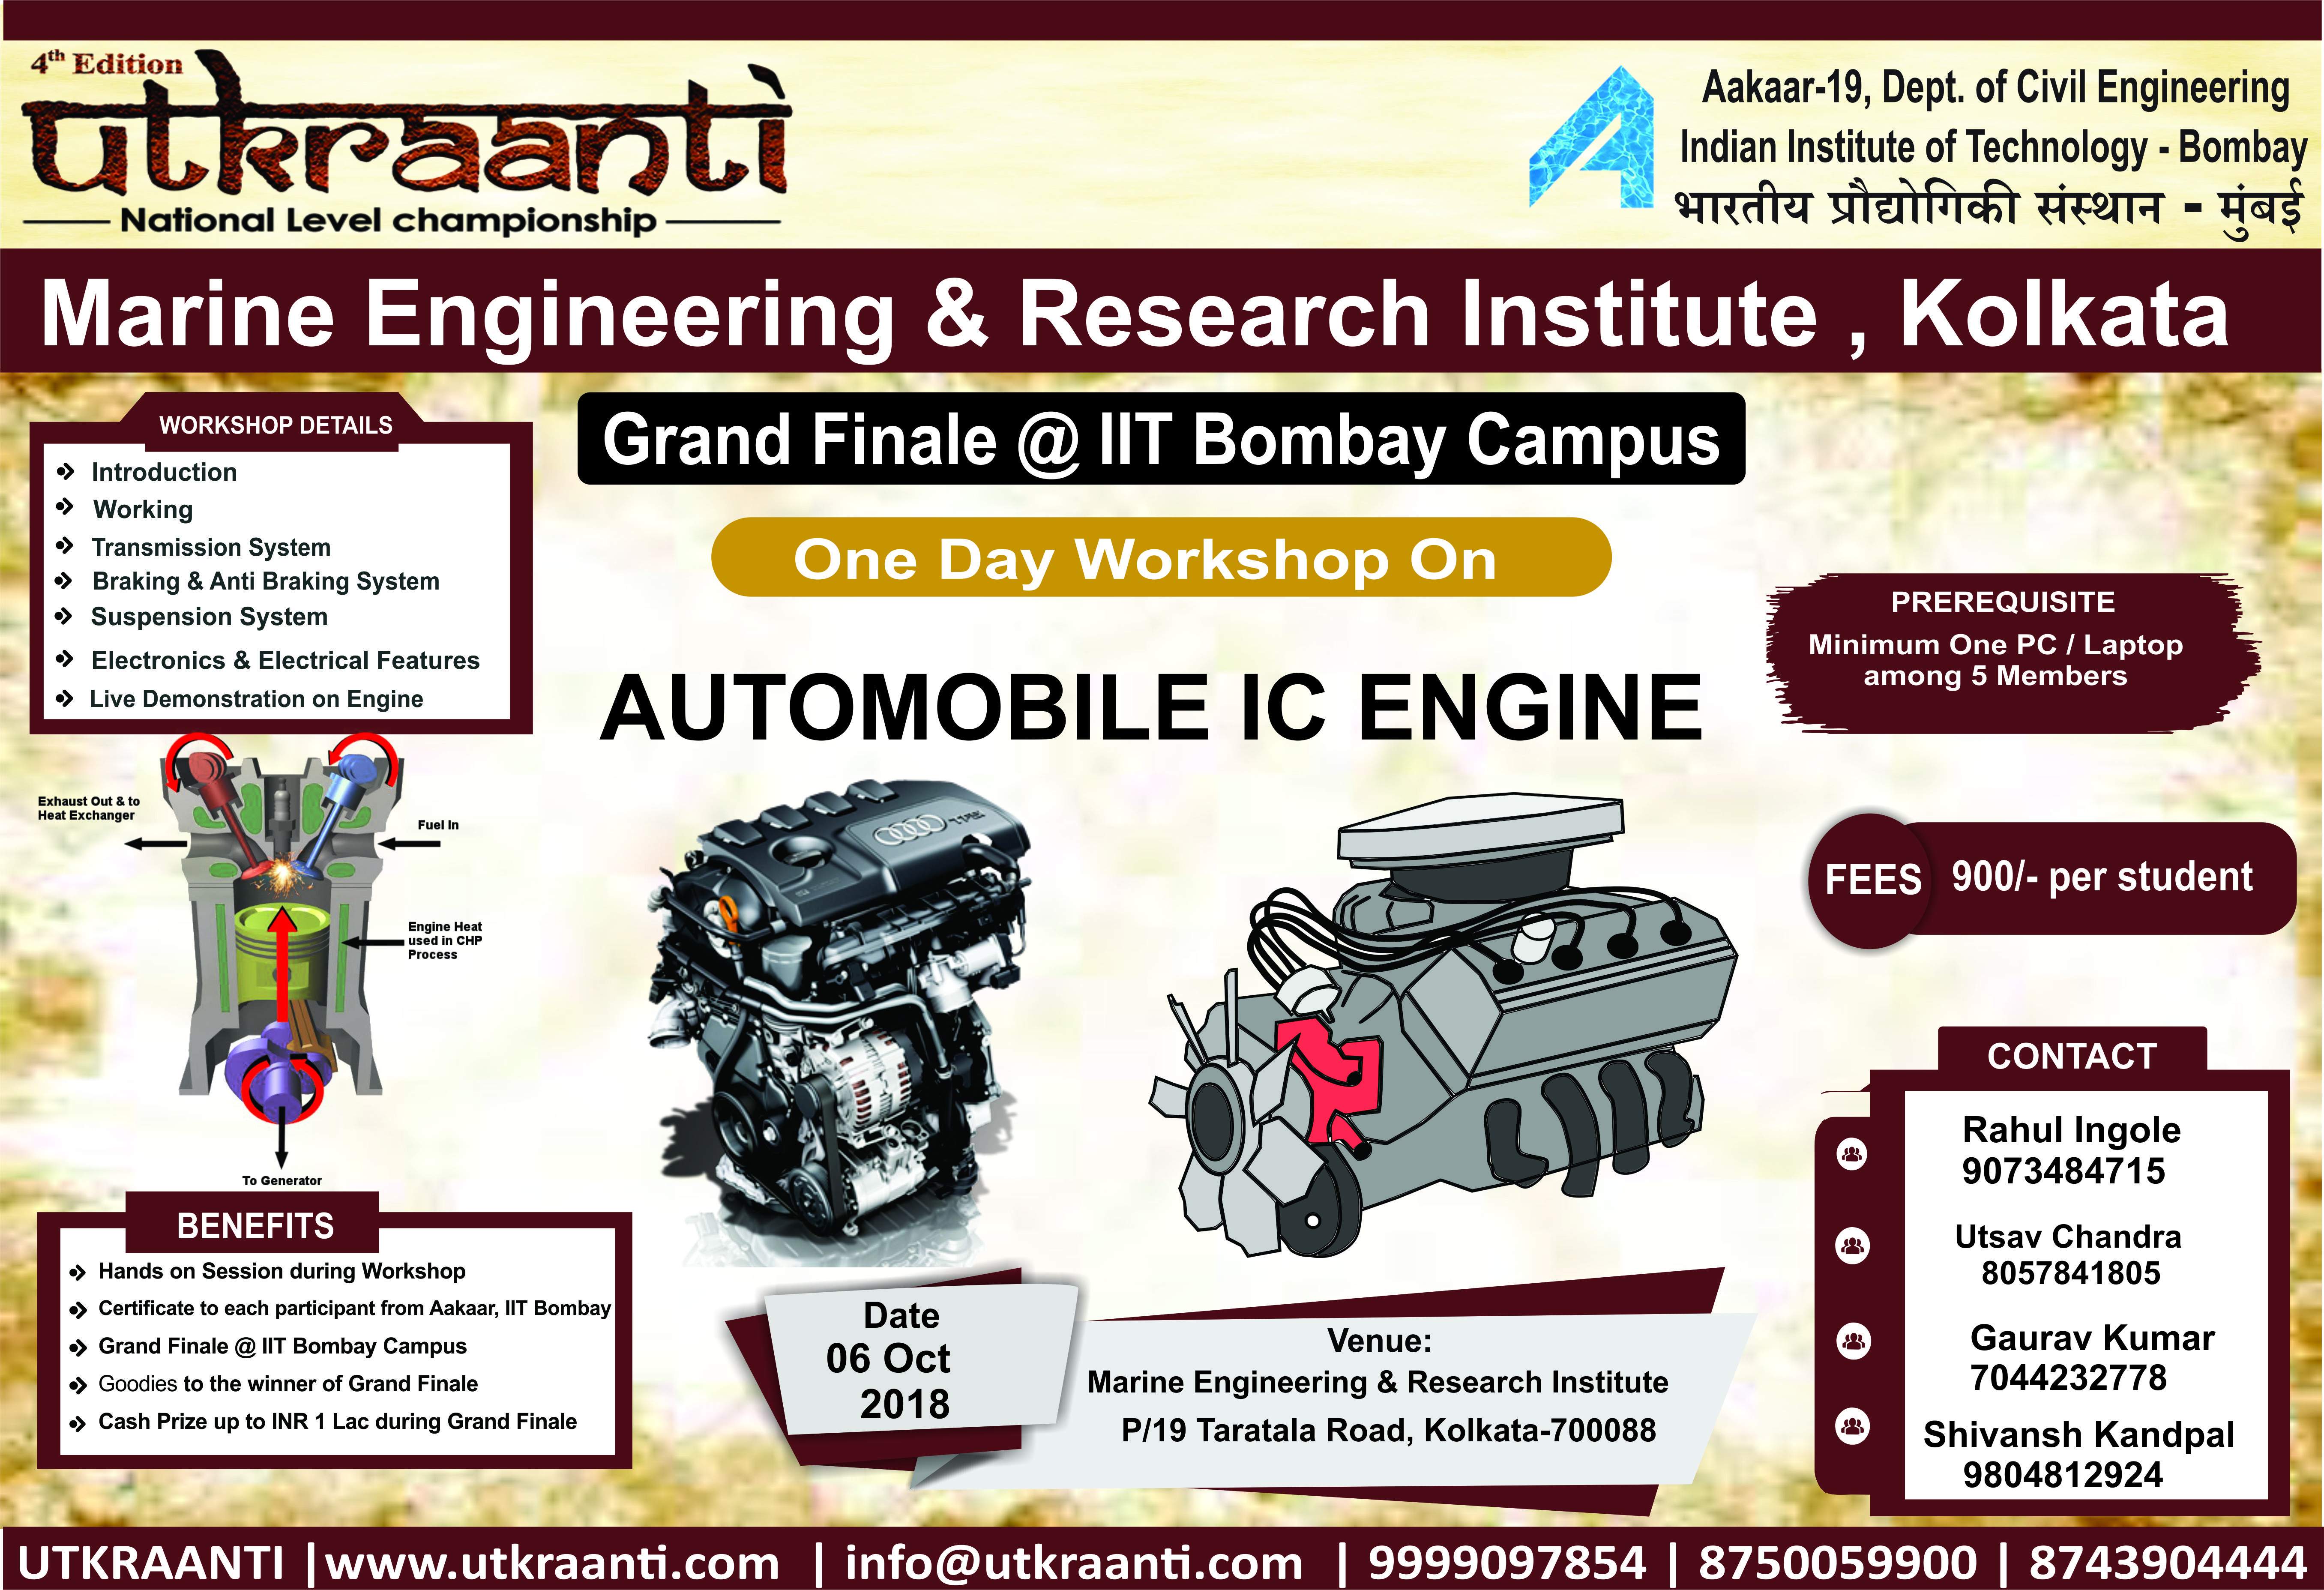 4th Edition
utkraanti
National Level championship
Aakaar-19, Dept. of Civil Engineering
Indian Institute of Technology - Bombay
भारतीय प्रौद्योगिकी संस्थान - मुंबई
Marine Engineering & Research Institute , Kolkata
WORKSHOP DETAILS
Introduction
Working
Transmission System
Braking & Anti Braking System
Suspension System
Electronics & Electrical Features
Live Demonstration on Engine
Grand Finale @ IIT Bombay Campus
One Day Workshop On
AUTOMOBILE IC ENGINE
PREREQUISITE
Minimum One PC / Laptop
among 5 Members
Exhaust Out & to
Heat Exchanger
Fuel In
Engine Heat
used in CHP
Process
To Generator
FEES 900/- per student
BENEFITS
Hands on Session during Workshop
Certificate to each participant from Aakaar, IIT Bombay
Grand Finale @ IIT Bombay Campus
Goodies to the winner of Grand Finale
Cash Prize up to INR 1 Lac during Grand Finale
Date
06 Oct
2018
Venue:
Marine Engineering & Research Institute
P/19 Taratala Road, Kolkata-700088
CONTACT
Rahul Ingole
9073484715
Utsav Chandra
8057841805
Gaurav Kumar
7044232778
Shivansh Kandpal
9804812924
UTKRAANTI | www.utkraanti.com | info@utkraanti.com | 9999097854 | 8750059900 | 8743904444